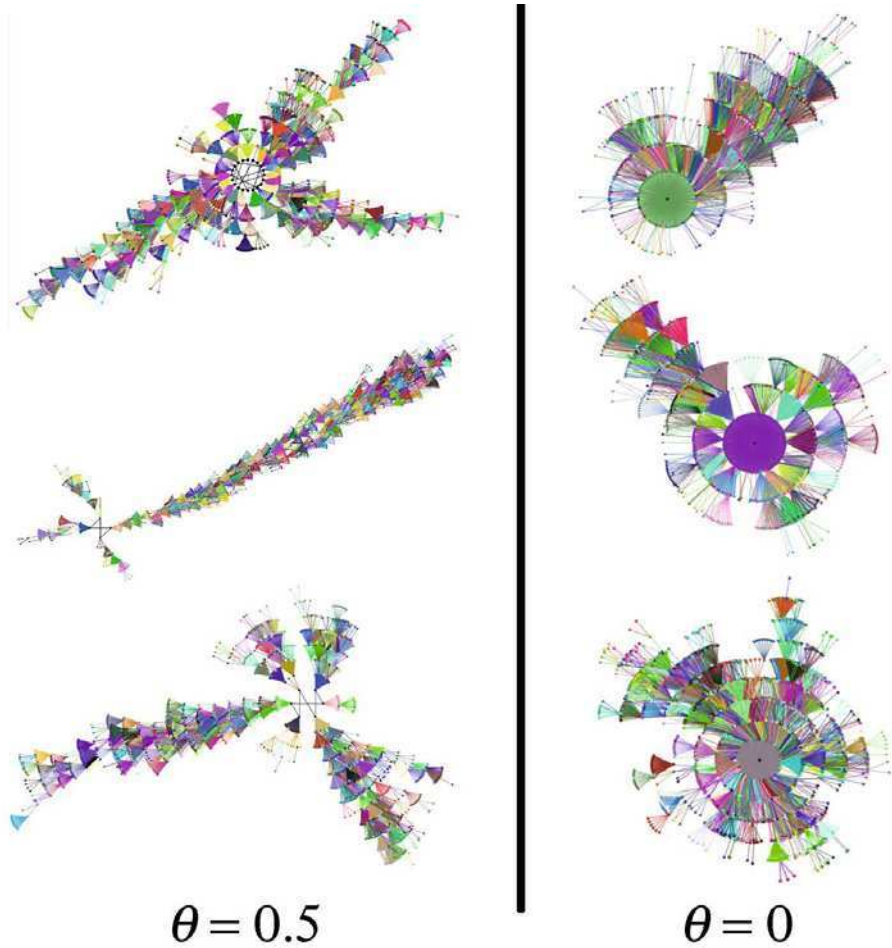 θ = 0.5
θ = 0